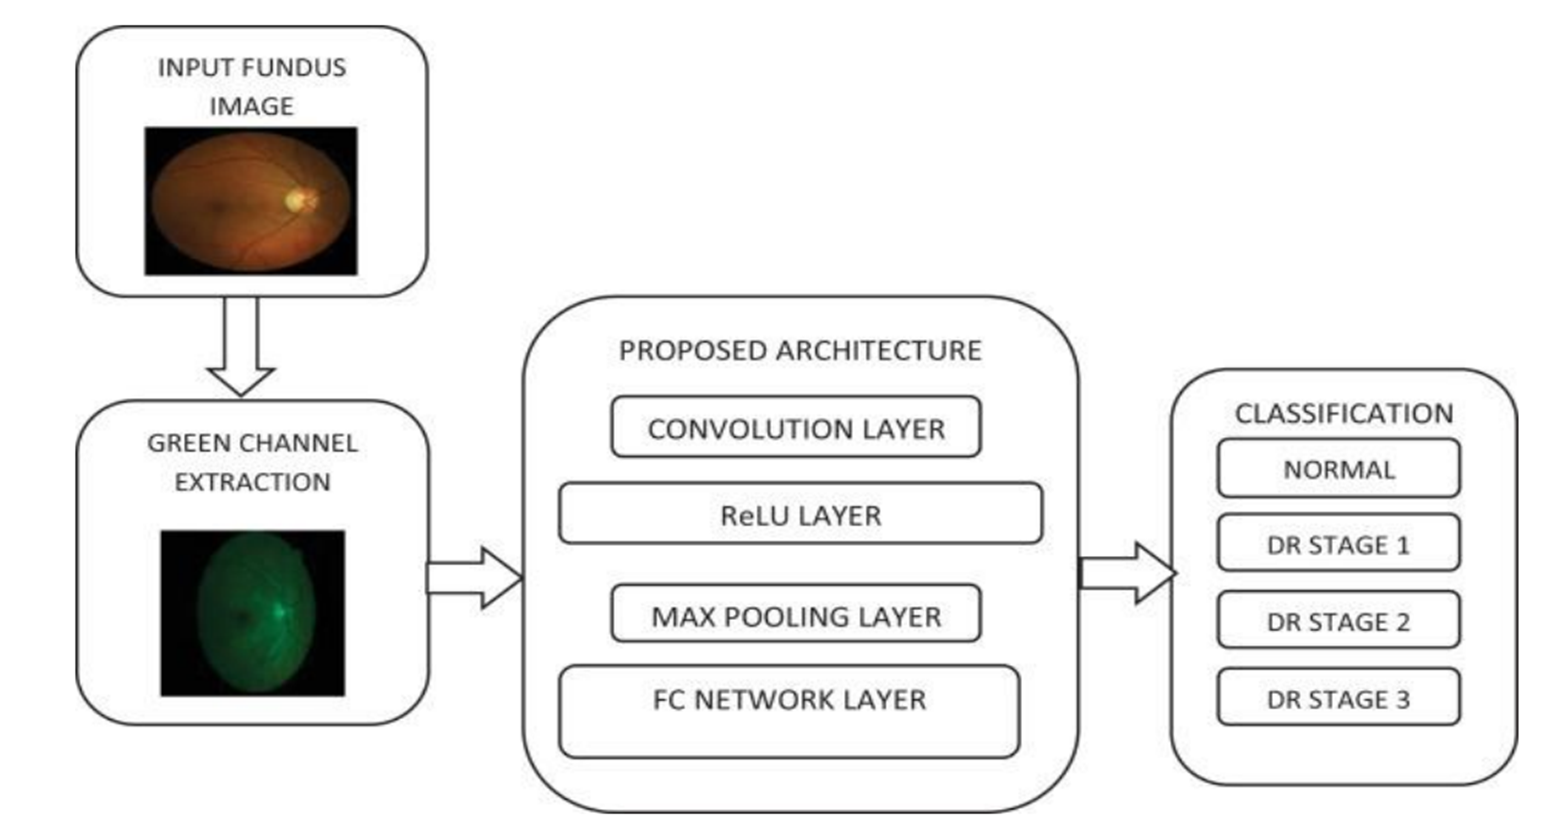 INPUT FUNDUS
IMAGE
GREEN CHANNEL
EXTRACTION
PROPOSED ARCHITECTURE
CONVOLUTION LAYER
ReLU LAYER
MAX POOLING LAYER
FC NETWORK LAYER
CLASSIFICATION
NORMAL
DR STAGE 1
DR STAGE 2
DR STAGE 3